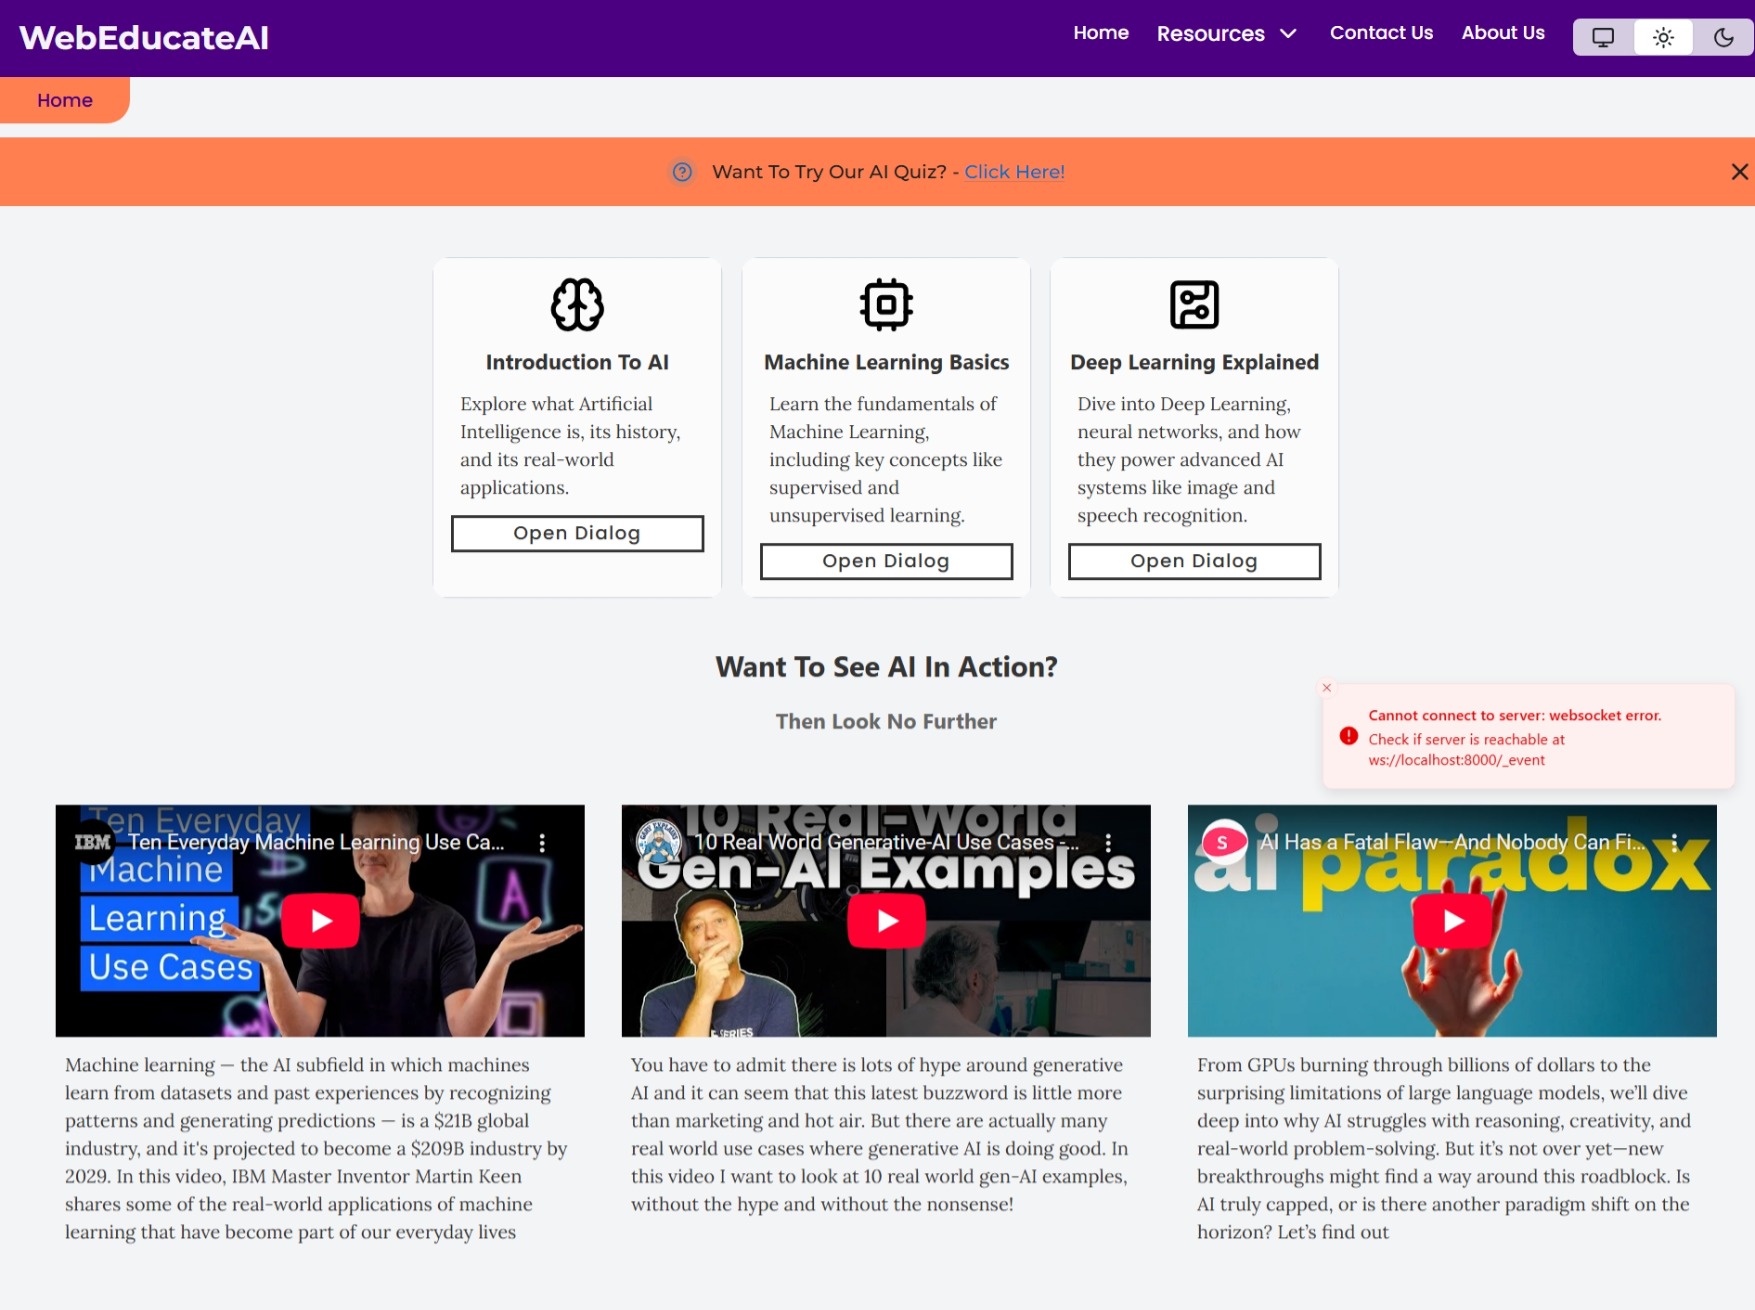 WebEducateAI
Home
Resources
Contact Us
About Us
Home
Want To Try Our AI Quiz? - Click Here!
Introduction To AI
Explore what Artificial
Intelligence is, its history,
and its real-world
applications.
Open Dialog
Machine Learning Basics
Learn the fundamentals of
Machine Learning,
including key concepts like
supervised and
unsupervised learning.
Open Dialog
Deep Learning Explained
Dive into Deep Learning,
neural networks, and how
they power advanced AI
systems like image and
speech recognition.
Open Dialog
Want To See AI In Action?
Then Look No Further
Cannot connect to server: websocket error.
Check if server is reachable at
ws://localhost:8000/_event
Ten Everyday
IBM
Ten Everyday Machine Learning Use Ca...
Machine
Learning
Use Cases
A
10 Real-World
GARY EXPLAINS
10 Real World Generative-AI Use Cases -...
Gen-AI Examples
SERIES
S
AI Has a Fatal Flaw—And Nobody Can Fi...
ai paradox
Machine learning — the AI subfield in which machines
learn from datasets and past experiences by recognizing
patterns and generating predictions — is a $21B global
industry, and it's projected to become a $209B industry by
2029. In this video, IBM Master Inventor Martin Keen
shares some of the real-world applications of machine
learning that have become part of our everyday lives
You have to admit there is lots of hype around generative
AI and it can seem that this latest buzzword is little more
than marketing and hot air. But there are actually many
real world use cases where generative AI is doing good. In
this video I want to look at 10 real world gen-AI examples,
without the hype and without the nonsense!
From GPUs burning through billions of dollars to the
surprising limitations of large language models, we’ll dive
deep into why AI struggles with reasoning, creativity, and
real-world problem-solving. But it’s not over yet—new
breakthroughs might find a way around this roadblock. Is
AI truly capped, or is there another paradigm shift on the
horizon? Let’s find out